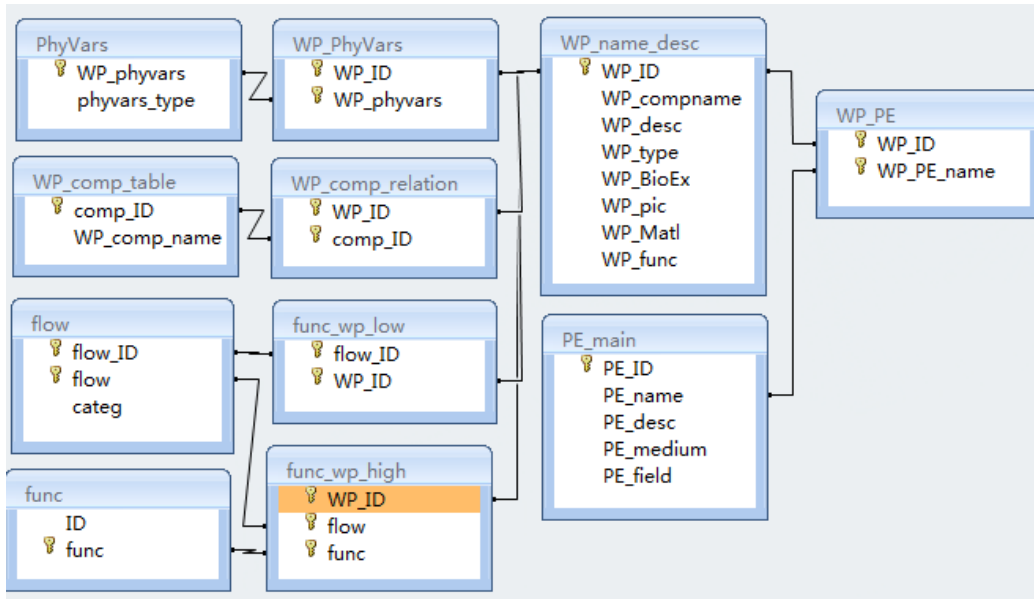 PhyVars
WP_phyvars
phyvars_type
WP_PhyVars
WP_ID
WP_phyvars
WP_name_desc
WP_ID
WP_compname
WP_desc
WP_type
WP_BioEx
WP_pic
WP_Matl
WP_func
WP_PE
WP_ID
WP_PE_name
WP_comp_table
comp_ID
WP_comp_name
WP_comp_relation
WP_ID
comp_ID
flow
flow_ID
flow
categ
func_wp_low
flow_ID
WP_ID
PE_main
PE_ID
PE_name
PE_desc
PE_medium
PE_field
func
ID
func
func_wp_high
WP_ID
flow
func